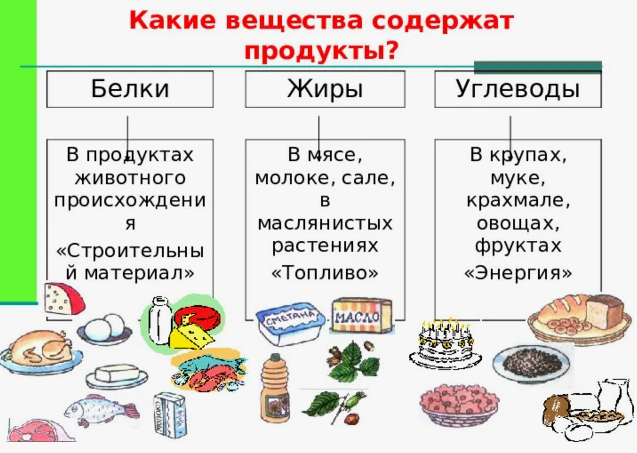 Какие вещества содержат
продукты?
Белки
Жиры
Углеводы
В продуктах
животного
происхождени
я
«Строительны
й материал»
В мясе,
молоке, сале,
в
маслянистых
растениях
«Топливо»
В крупах,
муке,
крахмале,
овощах,
фруктах
«Энергия»
СМЕТАНА
МАСЛО